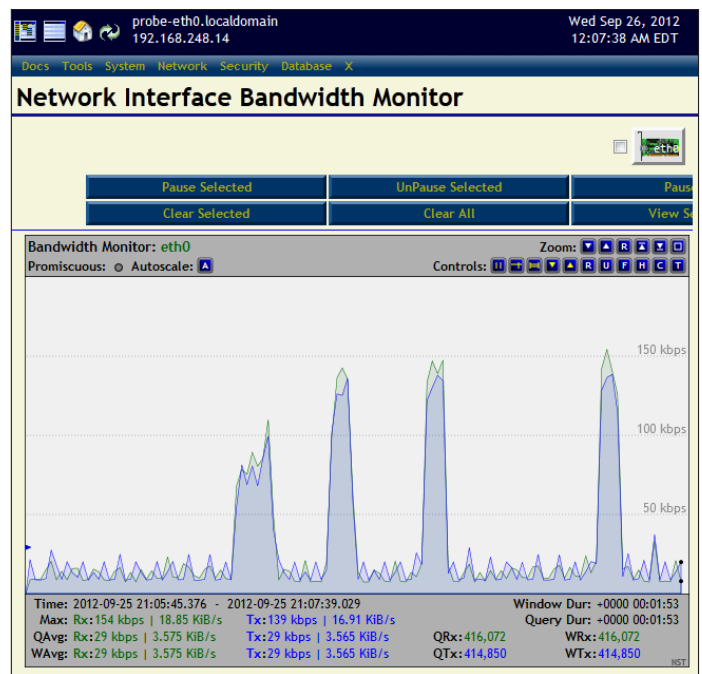 probe-eth0.localdomain
192.168.248.14
Wed Sep 26, 2012
12:07:38 AM EDT
Docs Tools System Network Security Database X
Network Interface Bandwidth Monitor
eth0
Pause Selected UnPause Selected Paus
Clear Selected Clear All View Se
Bandwidth Monitor: eth0 Zoom: R
Promiscuous: Autoscale: A Controls: R U F H C T
150 kbps
100 kbps
50 kbps
Time: 2012-09-25 21:05:45.376 - 2012-09-25 21:07:39.029 Window Dur: +0000 00:01:53
Max: Rx:154 kbps | 18.85 KiB/s Tx:139 kbps | 16.91 KiB/s Query Dur: +0000 00:01:53
QAvg: Rx:29 kbps | 3.575 KiB/s Tx:29 kbps | 3.565 KiB/s QRx:416,072 WRx:416,072
WAvg: Rx:29 kbps | 3.575 KiB/s Tx:29 kbps | 3.565 KiB/s QTx:414,850 WTx:414,850
NST